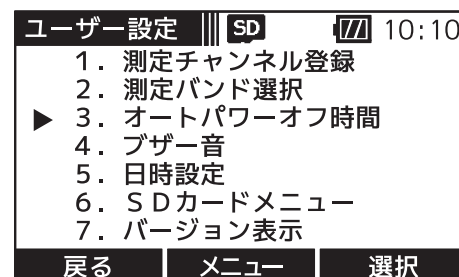 ユーザー設定 SD 10:10
1. 測定チャンネル登録
2. 測定バンド選択
▶ 3. オートパワーオフ時間
4. ブザー音
5. 日時設定
6. ＳＤカードメニュー
7. バージョン表示
戻る メニュー 選択